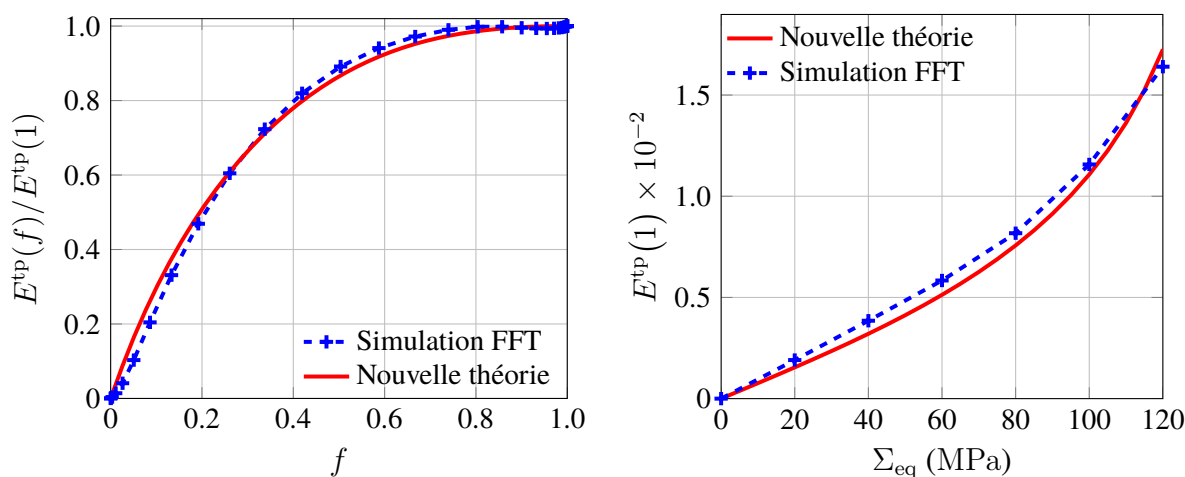 1.0
0.8
0.6
0.4
0.2
0
0
0.2
0.4
0.6
0.8
1.0
E^tp(f)/E^tp(1)
f
Simulation FFT
Nouvelle théorie
1.5
1.0
0.5
0
0
20
40
60
80
100
120
E^tp(1) × 10^−2
Σ_eq (MPa)
Nouvelle théorie
Simulation FFT